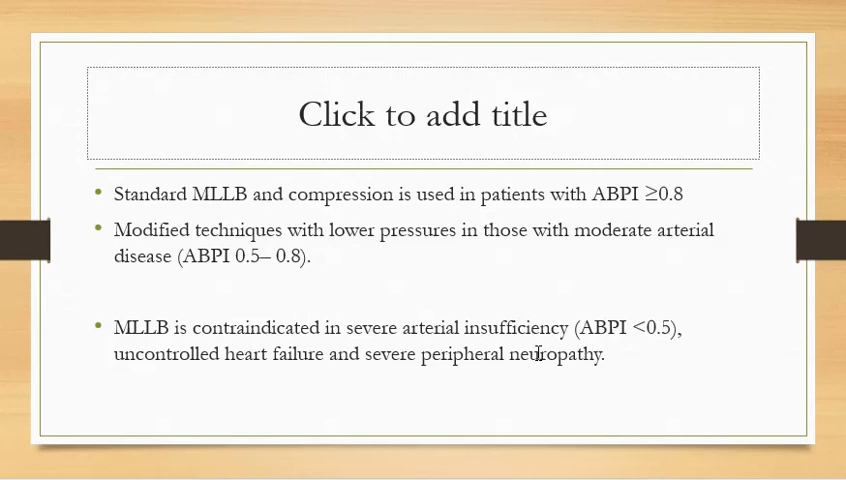 Click to add title
• Standard MLLB and compression is used in patients with ABPI ≥0.8
• Modified techniques with lower pressures in those with moderate arterial
disease (ABPI 0.5– 0.8).
• MLLB is contraindicated in severe arterial insufficiency (ABPI <0.5),
uncontrolled heart failure and severe peripheral neuropathy.